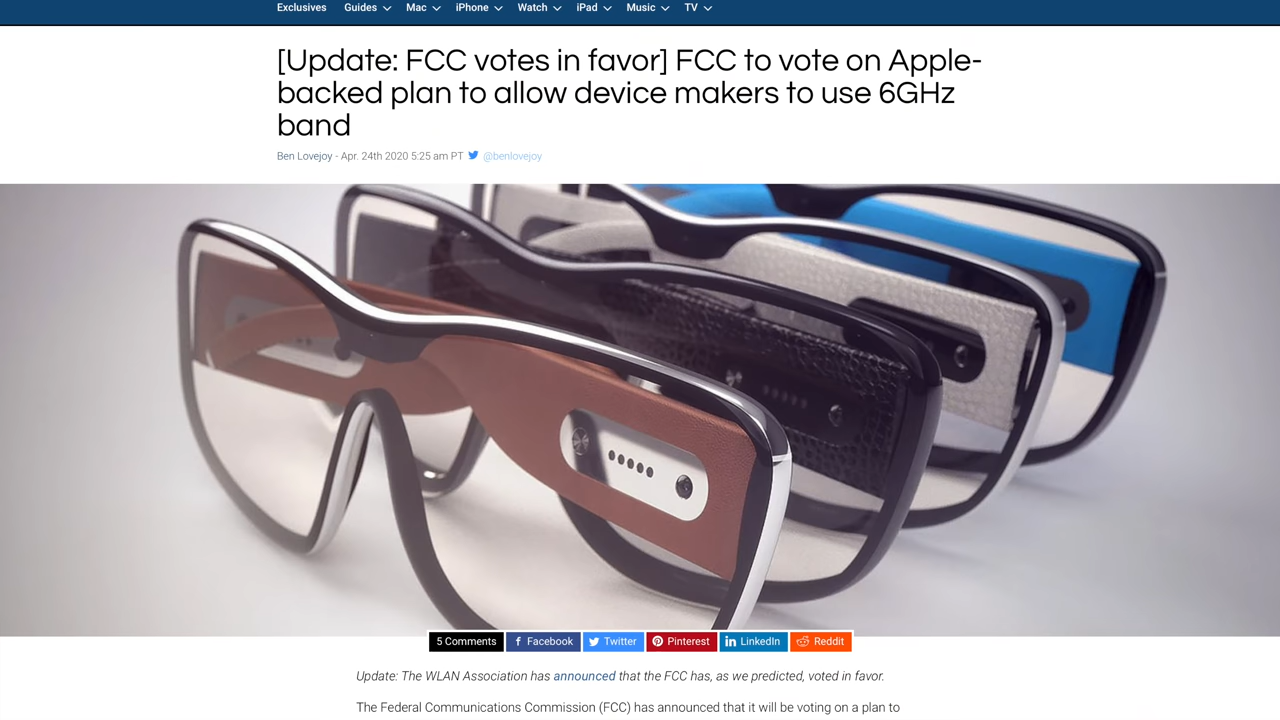 Exclusives Guides Mac iPhone Watch iPad Music TV
[Update: FCC votes in favor] FCC to vote on Apple-
backed plan to allow device makers to use 6GHz
band
Ben Lovejoy - Apr. 24th 2020 5:25 am PT @benlovejoy
5 Comments Facebook Twitter Pinterest LinkedIn Reddit
Update: The WLAN Association has announced that the FCC has, as we predicted, voted in favor.
The Federal Communications Commission (FCC) has announced that it will be voting on a plan to